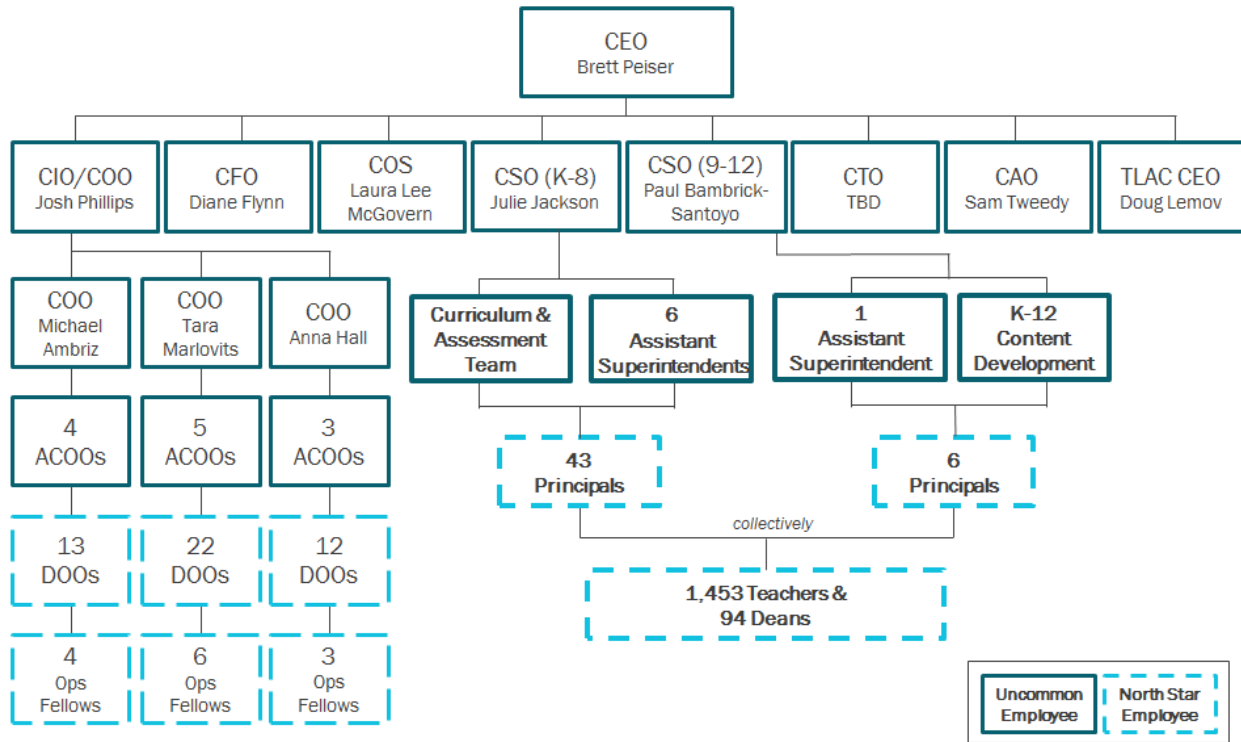 CEO
Brett Peiser
CIO/COO
Josh Phillips
CFO
Diane Flynn
COS
Laura Lee
McGovern
CSO (K-8)
Julie Jackson
CSO (9-12)
Paul Bambrick-
Santoyo
CTO
TBD
CAO
Sam Tweedy
TLAC CEO
Doug Lemov
COO
Michael
Ambriz
COO
Tara
Marlovits
COO
Anna Hall
Curriculum &
Assessment
Team
6
Assistant
Superintendents
1
Assistant
Superintendent
K-12
Content
Development
4
ACOOs
5
ACOOs
3
ACOOs
43
Principals
6
Principals
collectively
13
DOOs
22
DOOs
12
DOOs
1,453 Teachers &
94 Deans
4
Ops
Fellows
6
Ops
Fellows
3
Ops
Fellows
Uncommon
Employee
North Star
Employee